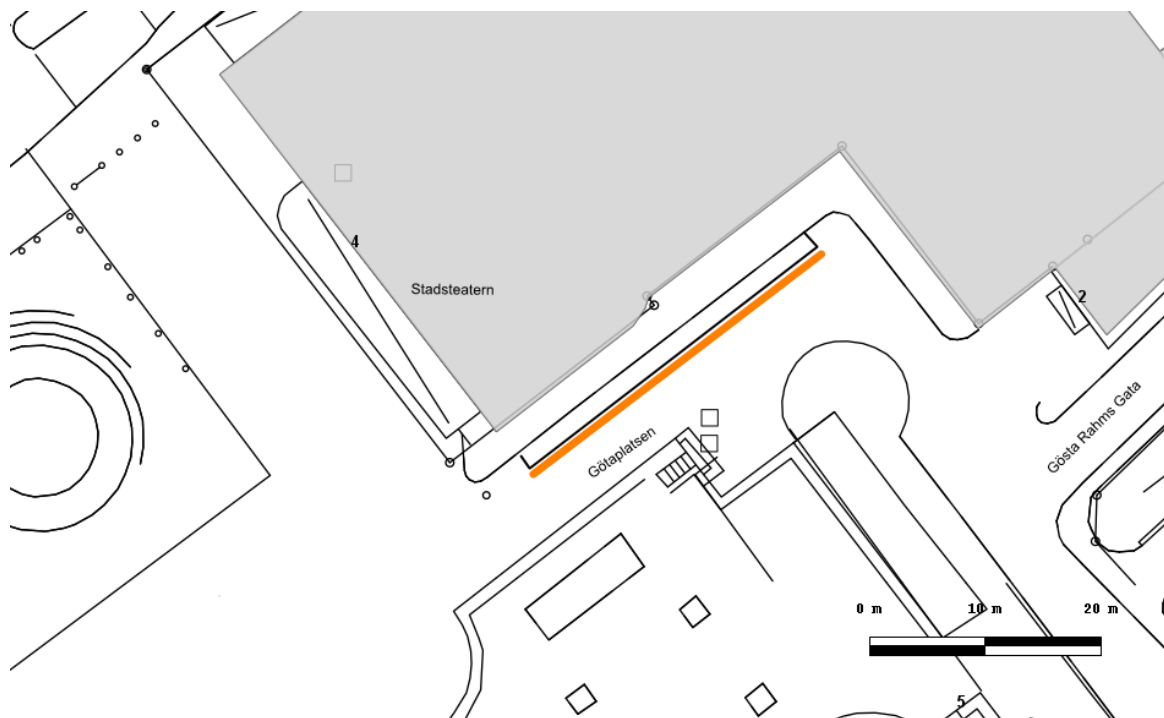 4
Stadsteatern
2
Götaplatsen
Gösta Rahms Gata
0 m 10 m 20 m
5